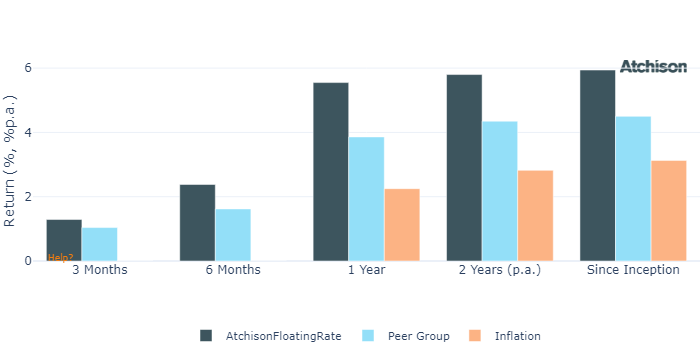 Atchison
Return (%, %p.a.)
6
4
2
0
Help?
3 Months
6 Months
1 Year
2 Years (p.a.)
Since Inception
AtchisonFloatingRate
Peer Group
Inflation